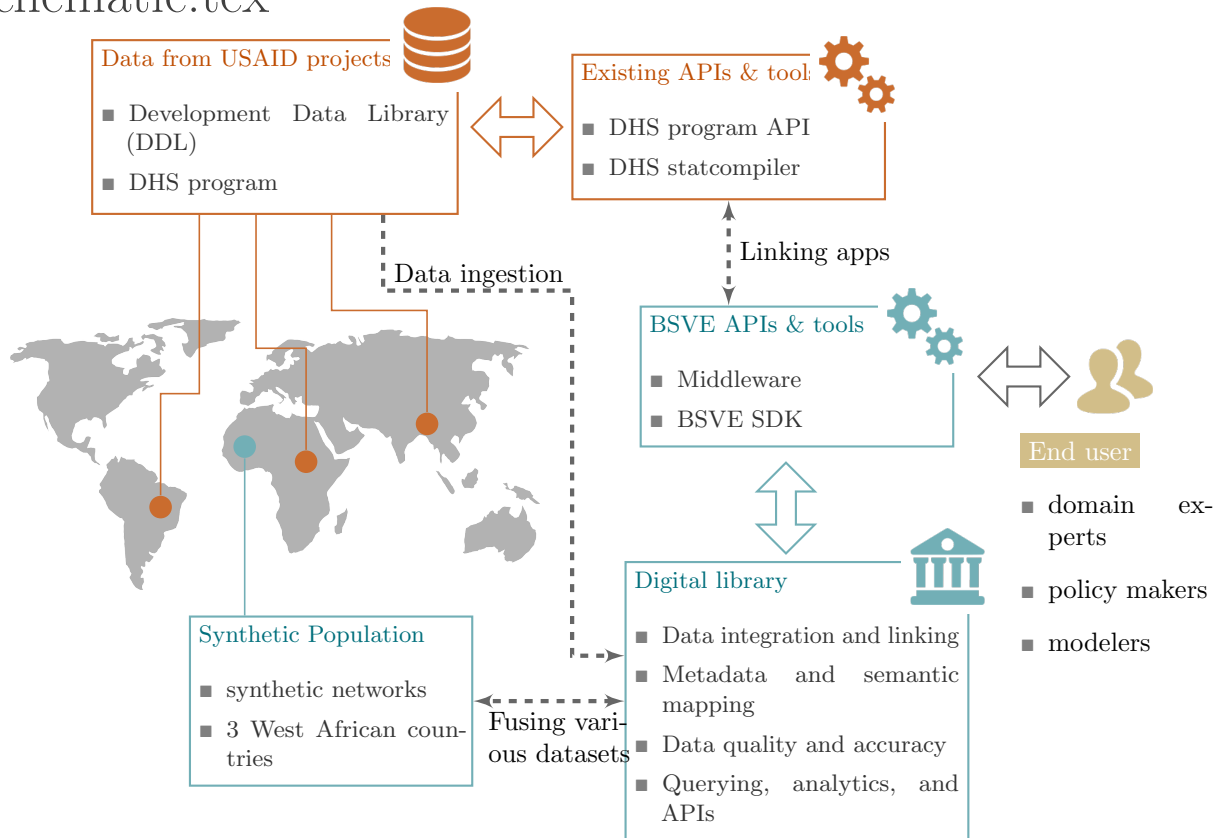 chematic.tex
Data from USAID projects
Development Data Library
(DDL)
DHS program
Existing APIs & tools
DHS program API
DHS statcompiler
Data ingestion
Linking apps
BSVE APIs & tools
Middleware
BSVE SDK
End user
domain ex-
perts
policy makers
modelers
Digital library
Data integration and linking
Metadata and semantic
mapping
Data quality and accuracy
Querying, analytics, and
APIs
Synthetic Population
synthetic networks
3 West African coun-
tries
Fusing vari-
ous datasets